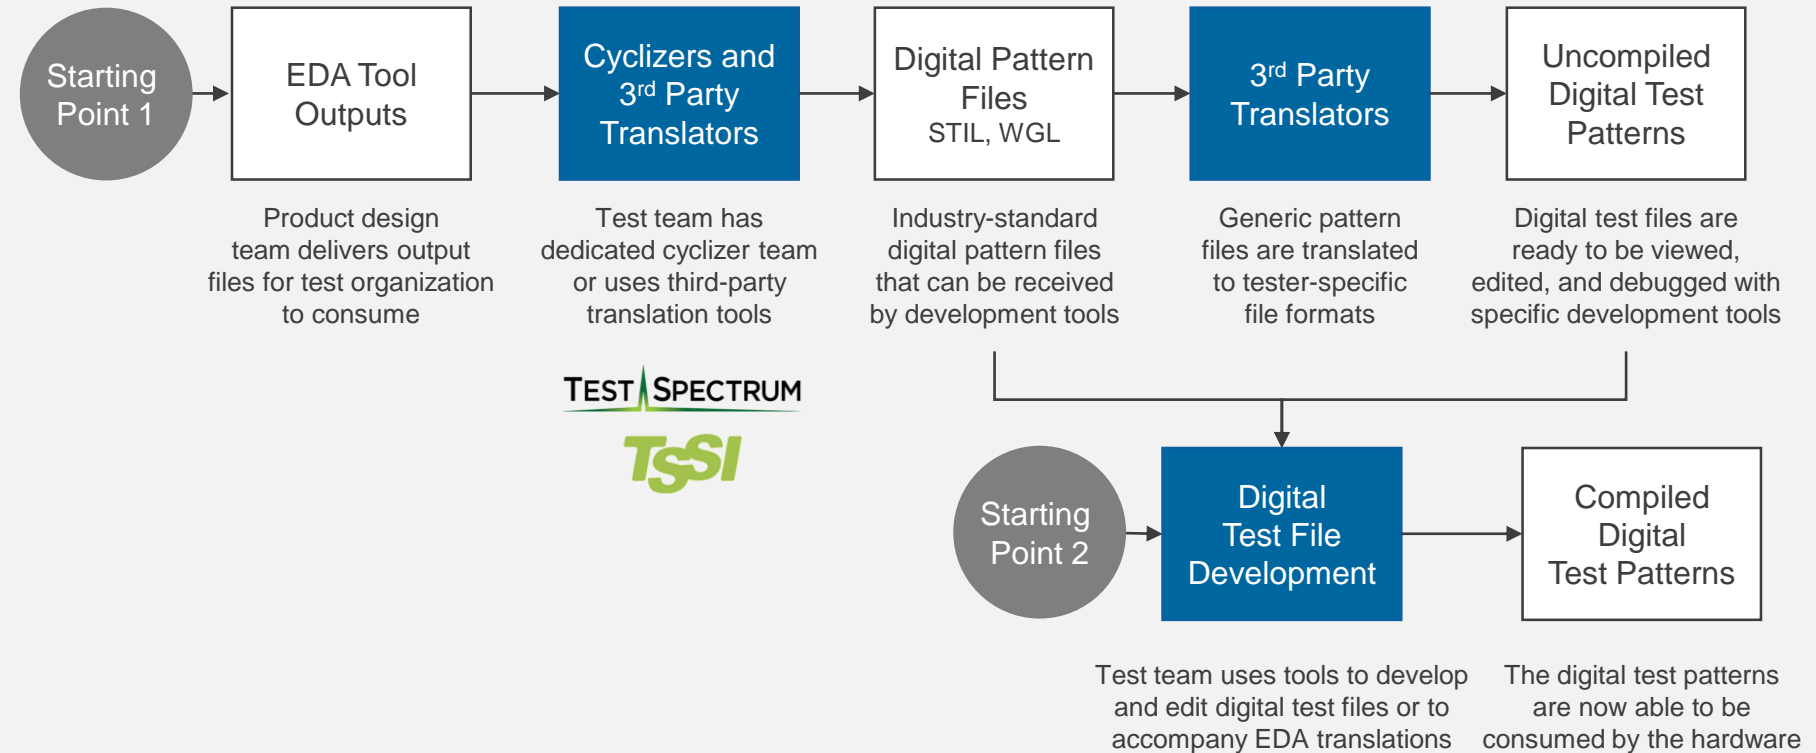 Starting
Point 1
EDA Tool
Outputs
Cyclizers and
3rd Party
Translators
Digital Pattern
Files
STIL, WGL
3rd Party
Translators
Uncompiled
Digital Test
Patterns
Product design
team delivers output
files for test organization
to consume
Test team has
dedicated cyclizer team
or uses third-party
translation tools
Industry-standard
digital pattern files
that can be received
by development tools
Generic pattern
files are translated
to tester-specific
file formats
Digital test files are
ready to be viewed,
edited, and debugged with
specific development tools
TEST SPECTRUM
TSSI
Starting
Point 2
Digital
Test File
Development
Compiled
Digital
Test Patterns
Test team uses tools to develop
and edit digital test files or to
accompany EDA translations
The digital test patterns
are now able to be
consumed by the hardware